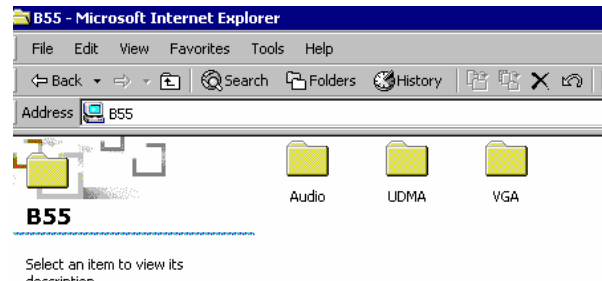 B55 - Microsoft Internet Explorer
File Edit View Favorites Tools Help
Back Search Folders History
Address B55
Audio UDMA VGA
B55
Select an item to view its
description.